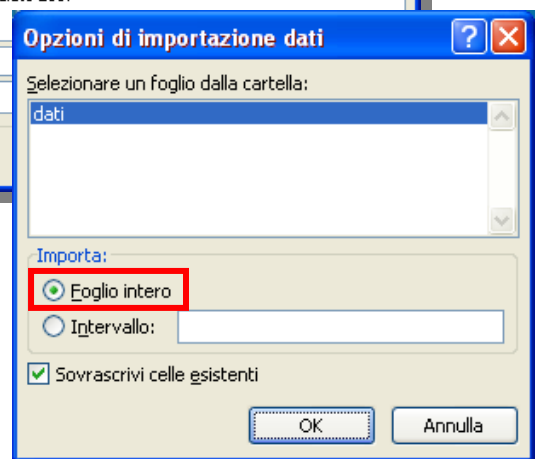 Opzioni di importazione dati
Selezionare un foglio dalla cartella:
dati
Importa:
Foglio intero
Intervallo:
Sovrascrivi celle esistenti
OK Annulla